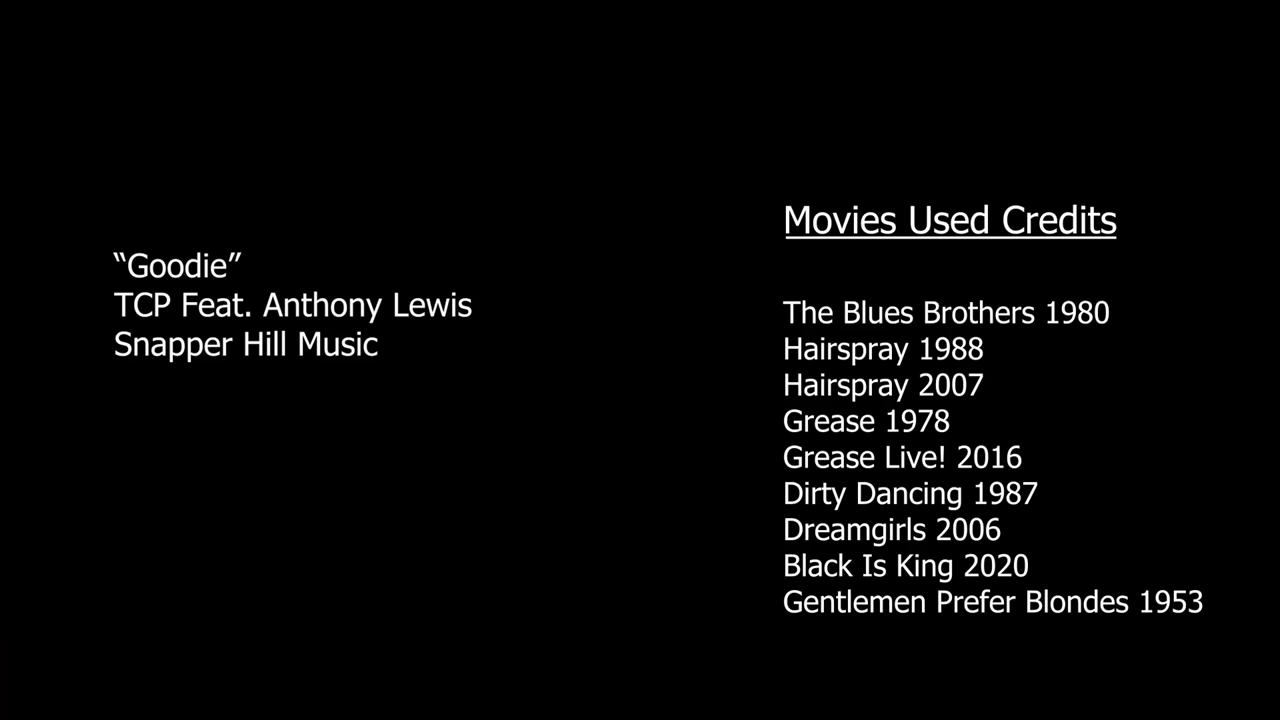 “Goodie”
TCP Feat. Anthony Lewis
Snapper Hill Music
Movies Used Credits
The Blues Brothers 1980
Hairspray 1988
Hairspray 2007
Grease 1978
Grease Live! 2016
Dirty Dancing 1987
Dreamgirls 2006
Black Is King 2020
Gentlemen Prefer Blondes 1953